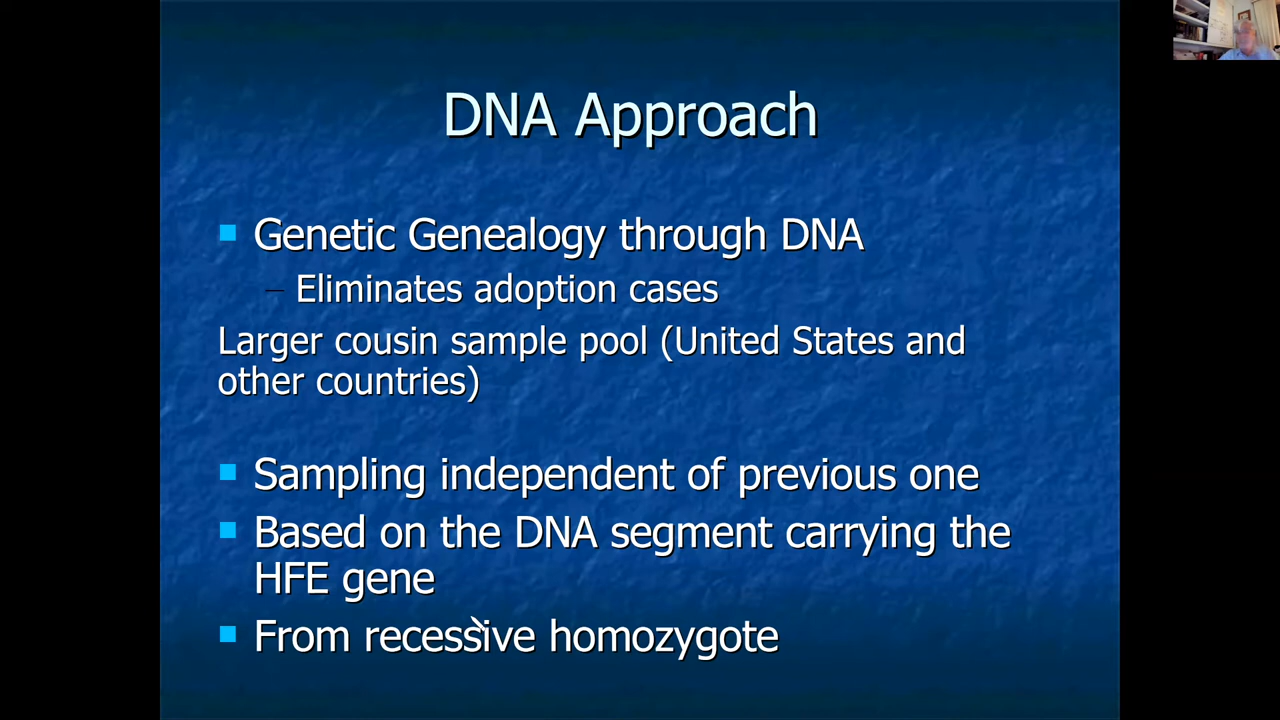 DNA Approach
Genetic Genealogy through DNA
– Eliminates adoption cases
Larger cousin sample pool (United States and
other countries)
Sampling independent of previous one
Based on the DNA segment carrying the
HFE gene
From recessive homozygote